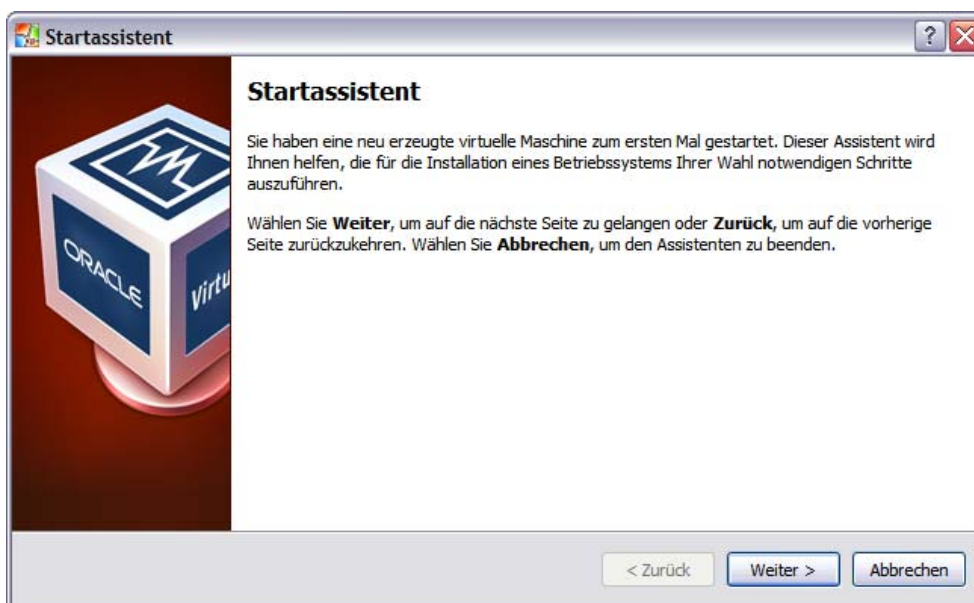 Startassistent
Startassistent
Sie haben eine neu erzeugte virtuelle Maschine zum ersten Mal gestartet. Dieser Assistent wird
Ihnen helfen, die für die Installation eines Betriebssystems Ihrer Wahl notwendigen Schritte
auszuführen.
Wählen Sie Weiter, um auf die nächste Seite zu gelangen oder Zurück, um auf die vorherige
Seite zurückzukehren. Wählen Sie Abbrechen, um den Assistenten zu beenden.
ORACLE
Virtu
< Zurück
Weiter >
Abbrechen